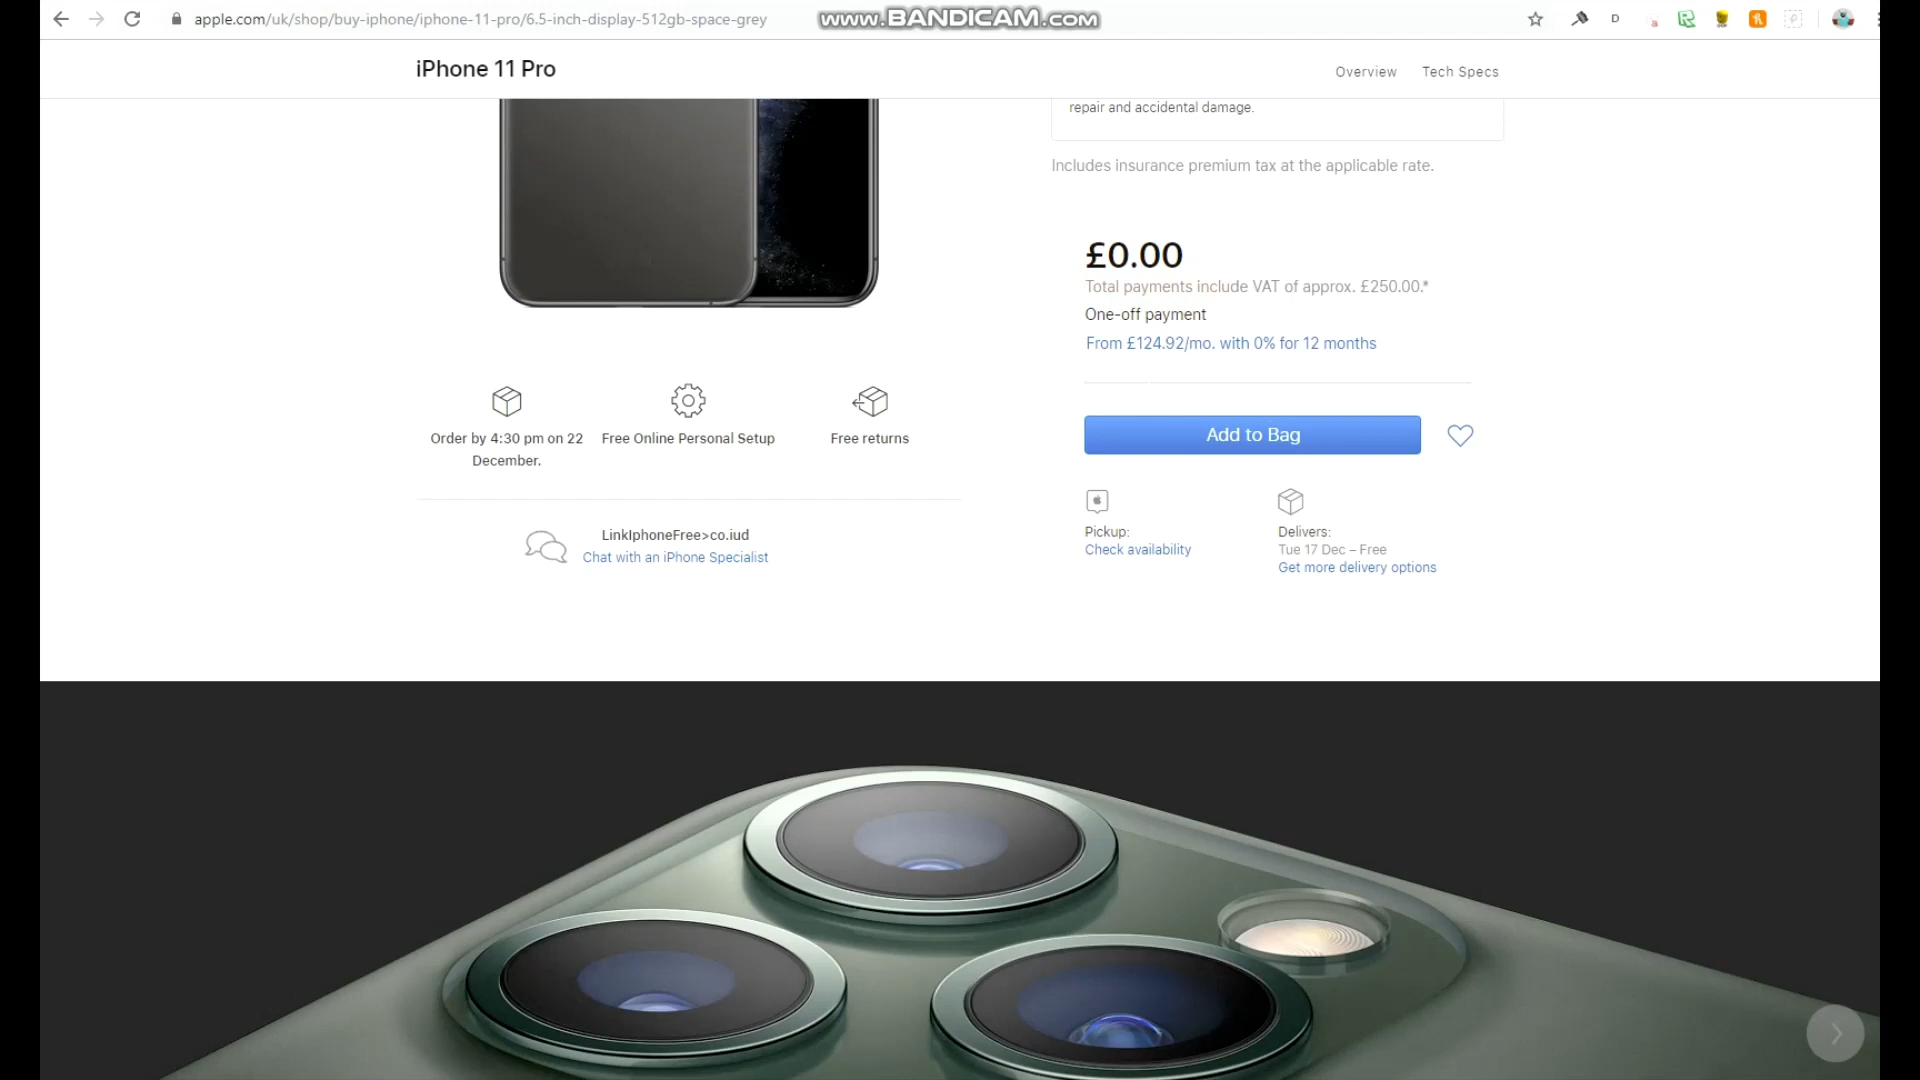 apple.com/uk/shop/buy-iphone/iphone-11-pro/6.5-inch-display-512gb-space-grey
www.BANDICAM.com
D
iPhone 11 Pro
Overview
Tech Specs
repair and accidental damage.
Includes insurance premium tax at the applicable rate.
£0.00
Total payments include VAT of approx. £250.00.*
One-off payment
From £124.92/mo. with 0% for 12 months
Order by 4:30 pm on 22
December.
Free Online Personal Setup
Free returns
Add to Bag
LinkIphoneFree>co.iud
Chat with an iPhone Specialist
Pickup:
Check availability
Delivers:
Tue 17 Dec – Free
Get more delivery options